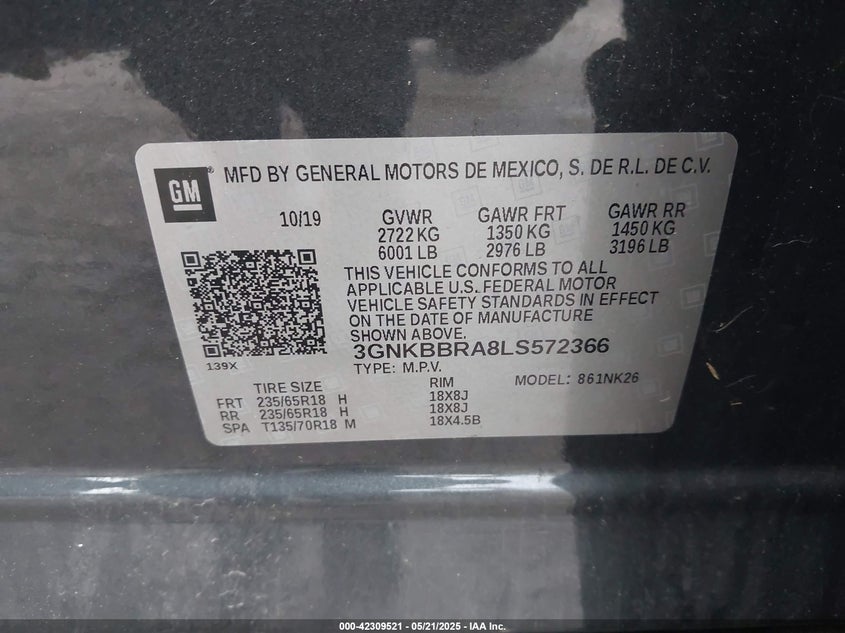 GM
MFD BY GENERAL MOTORS DE MEXICO, S. DE R.L. DE C.V.
10/19 GVWR GAWR FRT GAWR RR
2722 KG 1350 KG 1450 KG
6001 LB 2976 LB 3196 LB
THIS VEHICLE CONFORMS TO ALL
APPLICABLE U.S. FEDERAL MOTOR
VEHICLE SAFETY STANDARDS IN EFFECT
ON THE DATE OF MANUFACTURE
SHOWN ABOVE.
3GNKBBRA8LS572366
139X
TYPE: M.P.V. MODEL: 861NK26
TIRE SIZE RIM
FRT 235/65R18 H 18X8J
RR 235/65R18 H 18X8J
SPA T135/70R18 M 18X4.5B
000-42309521 - 05/21/2025 - IAA Inc.